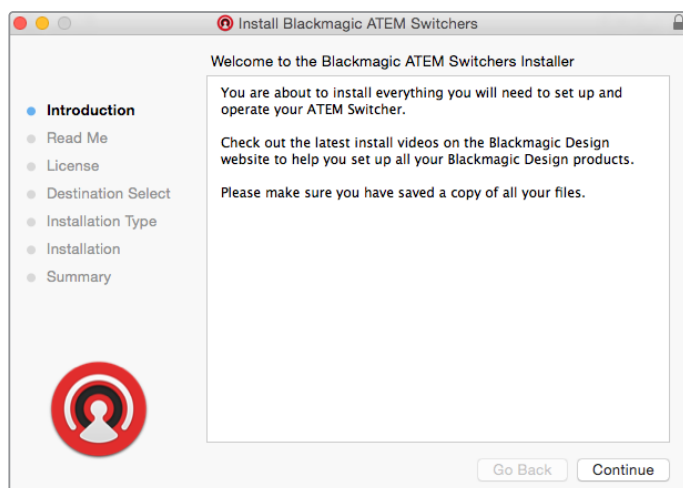 Install Blackmagic ATEM Switchers
Welcome to the Blackmagic ATEM Switchers Installer
Introduction
Read Me
License
Destination Select
Installation Type
Installation
Summary
You are about to install everything you will need to set up and
operate your ATEM Switcher.
Check out the latest install videos on the Blackmagic Design
website to help you set up all your Blackmagic Design products.
Please make sure you have saved a copy of all your files.
Go Back
Continue